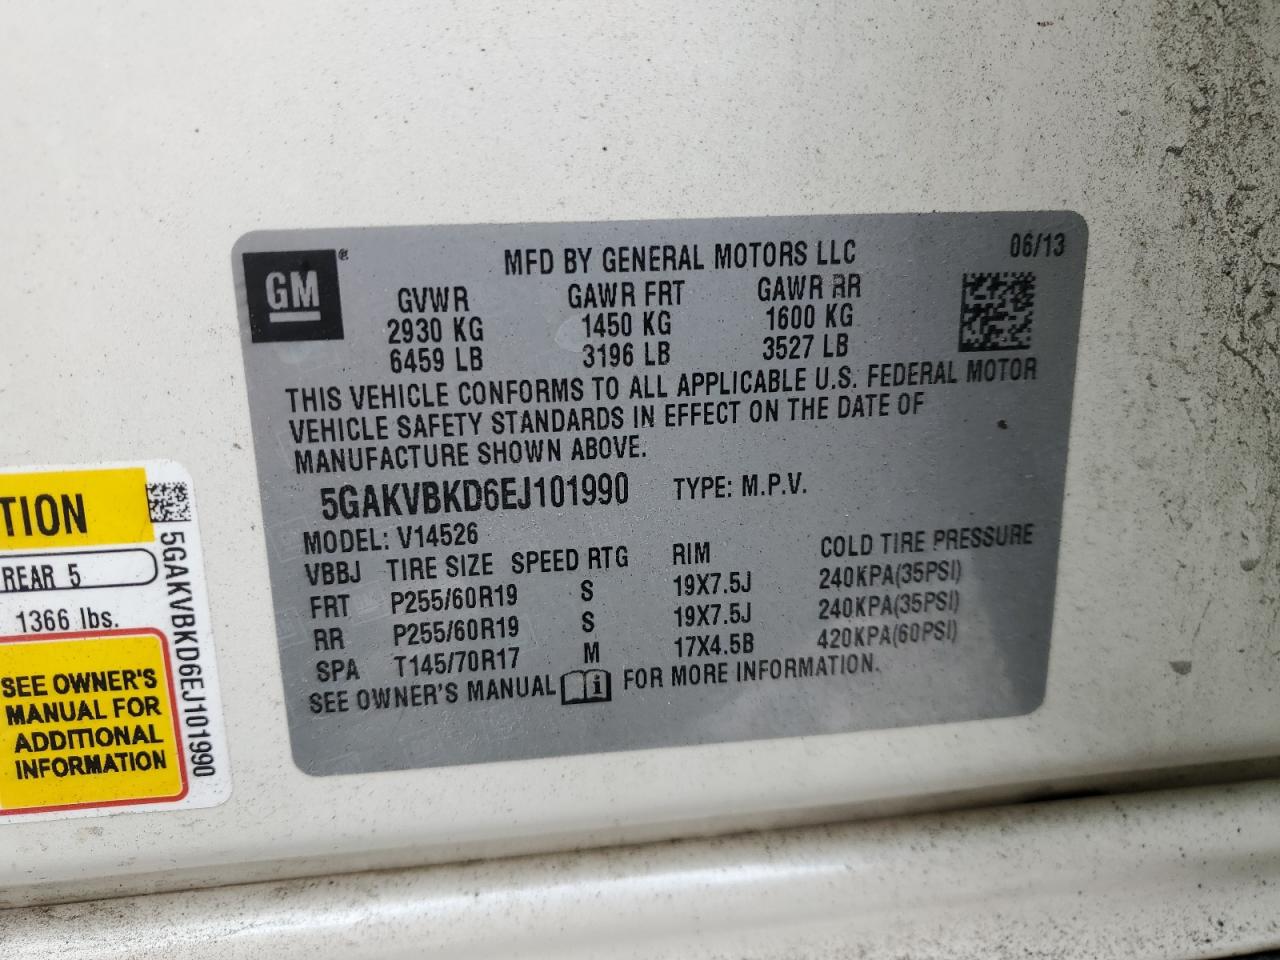 GM
MFD BY GENERAL MOTORS LLC 06/13
GVWR GAWR FRT GAWR RR
2930 KG 1450 KG 1600 KG
6459 LB 3196 LB 3527 LB
THIS VEHICLE CONFORMS TO ALL APPLICABLE U.S. FEDERAL MOTOR
VEHICLE SAFETY STANDARDS IN EFFECT ON THE DATE OF
MANUFACTURE SHOWN ABOVE.
5GAKVBKD6EJ101990 TYPE: M.P.V.
MODEL: V14526
VBBJ TIRE SIZE SPEED RTG RIM COLD TIRE PRESSURE
FRT P255/60R19 S 19X7.5J 240KPA(35PSI)
RR P255/60R19 S 19X7.5J 240KPA(35PSI)
SPA T145/70R17 M 17X4.5B 420KPA(60PSI)
SEE OWNER'S MANUAL FOR MORE INFORMATION.
TION
REAR 5
1366 lbs.
SEE OWNER'S
MANUAL FOR
ADDITIONAL
INFORMATION
5GAKVBKD6EJ101990